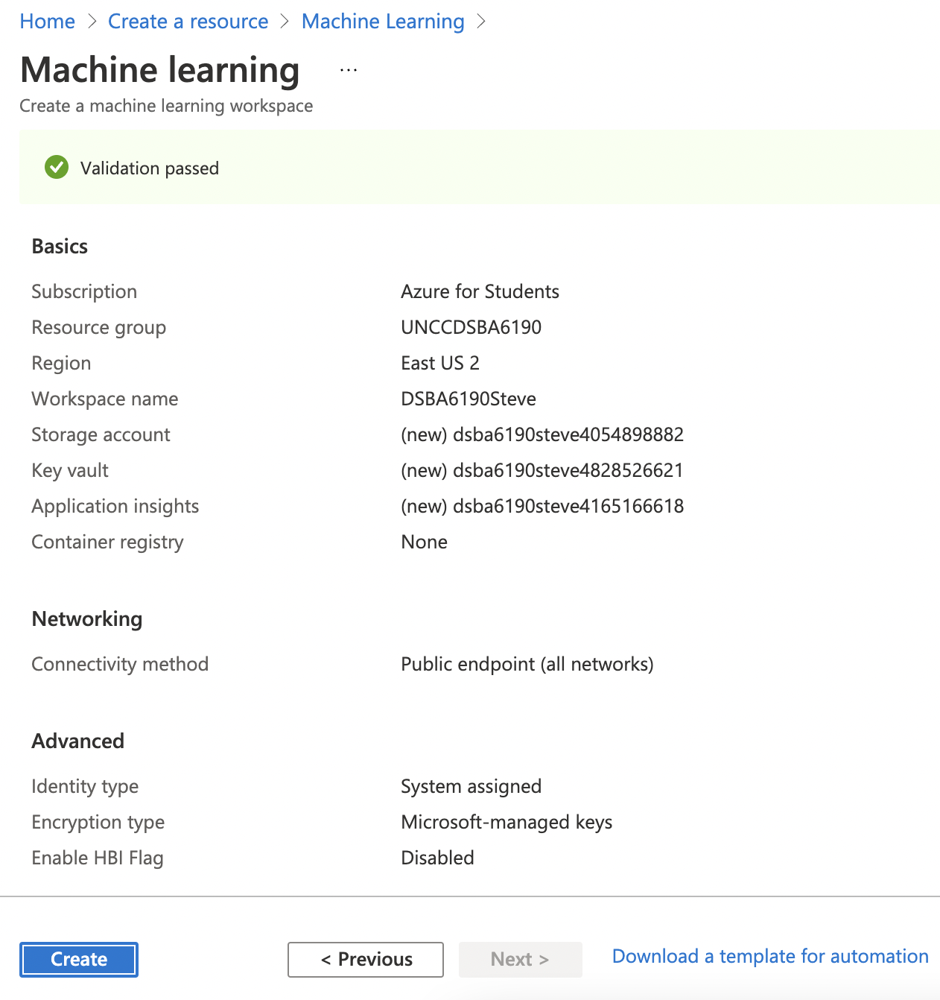 Home > Create a resource > Machine Learning >
Machine learning ...
Create a machine learning workspace
Validation passed
Basics
Subscription Azure for Students
Resource group UNCCDSBA6190
Region East US 2
Workspace name DSBA6190Steve
Storage account (new) dsba6190steve4054898882
Key vault (new) dsba6190steve4828526621
Application insights (new) dsba6190steve4165166618
Container registry None
Networking
Connectivity method Public endpoint (all networks)
Advanced
Identity type System assigned
Encryption type Microsoft-managed keys
Enable HBI Flag Disabled
Create < Previous Next > Download a template for automation